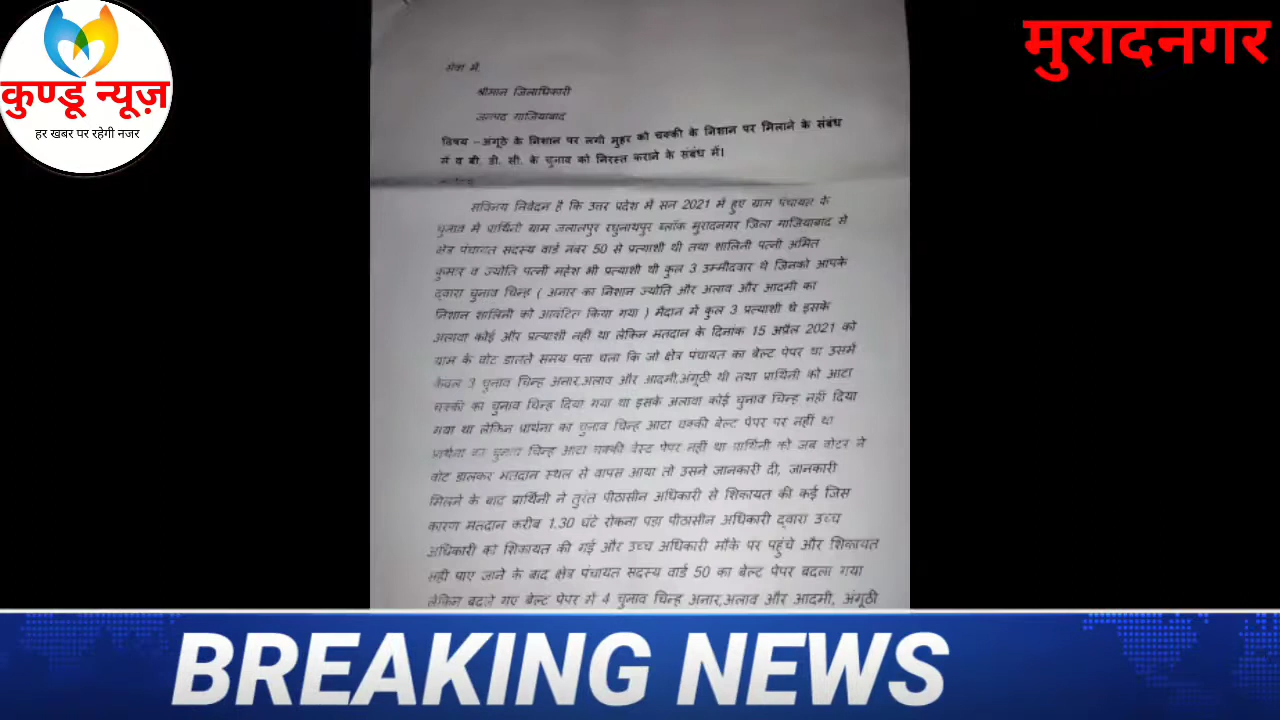 कुण्डू न्यूज़
हर खबर पर रहेगी नजर
मुरादनगर
सेवा में,
श्रीमान जिलाधिकारी
जनपद गाजियाबाद
विषय :-अंगूठे के निशान पर लगी मुहर को चक्की के निशान पर मिलाने के संबंध
में व बी. डी. सी. के चुनाव को निरस्त कराने के संबंध में।
सविनय निवेदन है कि उत्तर प्रदेश में सन 2021 में हुए ग्राम पंचायत के
चुनाव में प्रार्थिनी ग्राम जलालपुर रघुनाथपुर ब्लॉक मुरादनगर जिला गाजियाबाद से
क्षेत्र पंचायत सदस्य वार्ड नंबर 50 से प्रत्याशी थी तथा शालिनी पत्नी अमित
कुमार व ज्योति पत्नी महेश भी प्रत्याशी थी कुल 3 उम्मीदवार थे जिनको आपके
द्वारा चुनाव चिन्ह ( अनार का निशान ज्योति और अलाव और आदमी का
निशान शालिनी को आवंटित किया गया ) मैदान में कुल 3 प्रत्याशी थे इसके
अलावा कोई और प्रत्याशी नहीं था लेकिन मतदान के दिनांक 15 अप्रैल 2021 को
ग्राम के वोट डालते समय पता चला कि जो क्षेत्र पंचायत का बेल्ट पेपर था उसमें
केवल 3 चुनाव चिन्ह अनार,अलाव और आदमी,अंगूठी थी तथा प्रार्थिनी को आटा
चक्की का चुनाव चिन्ह दिया गया था इसके अलावा कोई चुनाव चिन्ह नहीं दिया
गया था लेकिन प्रार्थना का चुनाव चिन्ह आटा चक्की बेल्ट पेपर पर नहीं था
प्रार्थना का चुनाव चिन्ह आटा चक्की वेस्ट पेपर नहीं था प्रार्थिनी को जब वोटर ने
वोट डालकर मतदान स्थल से वापस आया तो उसने जानकारी दी, जानकारी
मिलने के बाद प्रार्थिनी ने तुरंत पीठासीन अधिकारी से शिकायत की कई जिस
कारण मतदान करीब 1.30 घंटे रोकना पड़ा पीठासीन अधिकारी द्वारा उच्च
अधिकारी को शिकायत की गई और उच्च अधिकारी मौके पर पहुंचे और शिकायत
सही पाए जाने के बाद क्षेत्र पंचायत सदस्य वार्ड 50 का बेल्ट पेपर बदला गया
लेकिन बदले गए बेल्ट पेपर में 4 चुनाव चिन्ह अनार,अलाव और आदमी, अंगूठी
BREAKING NEWS